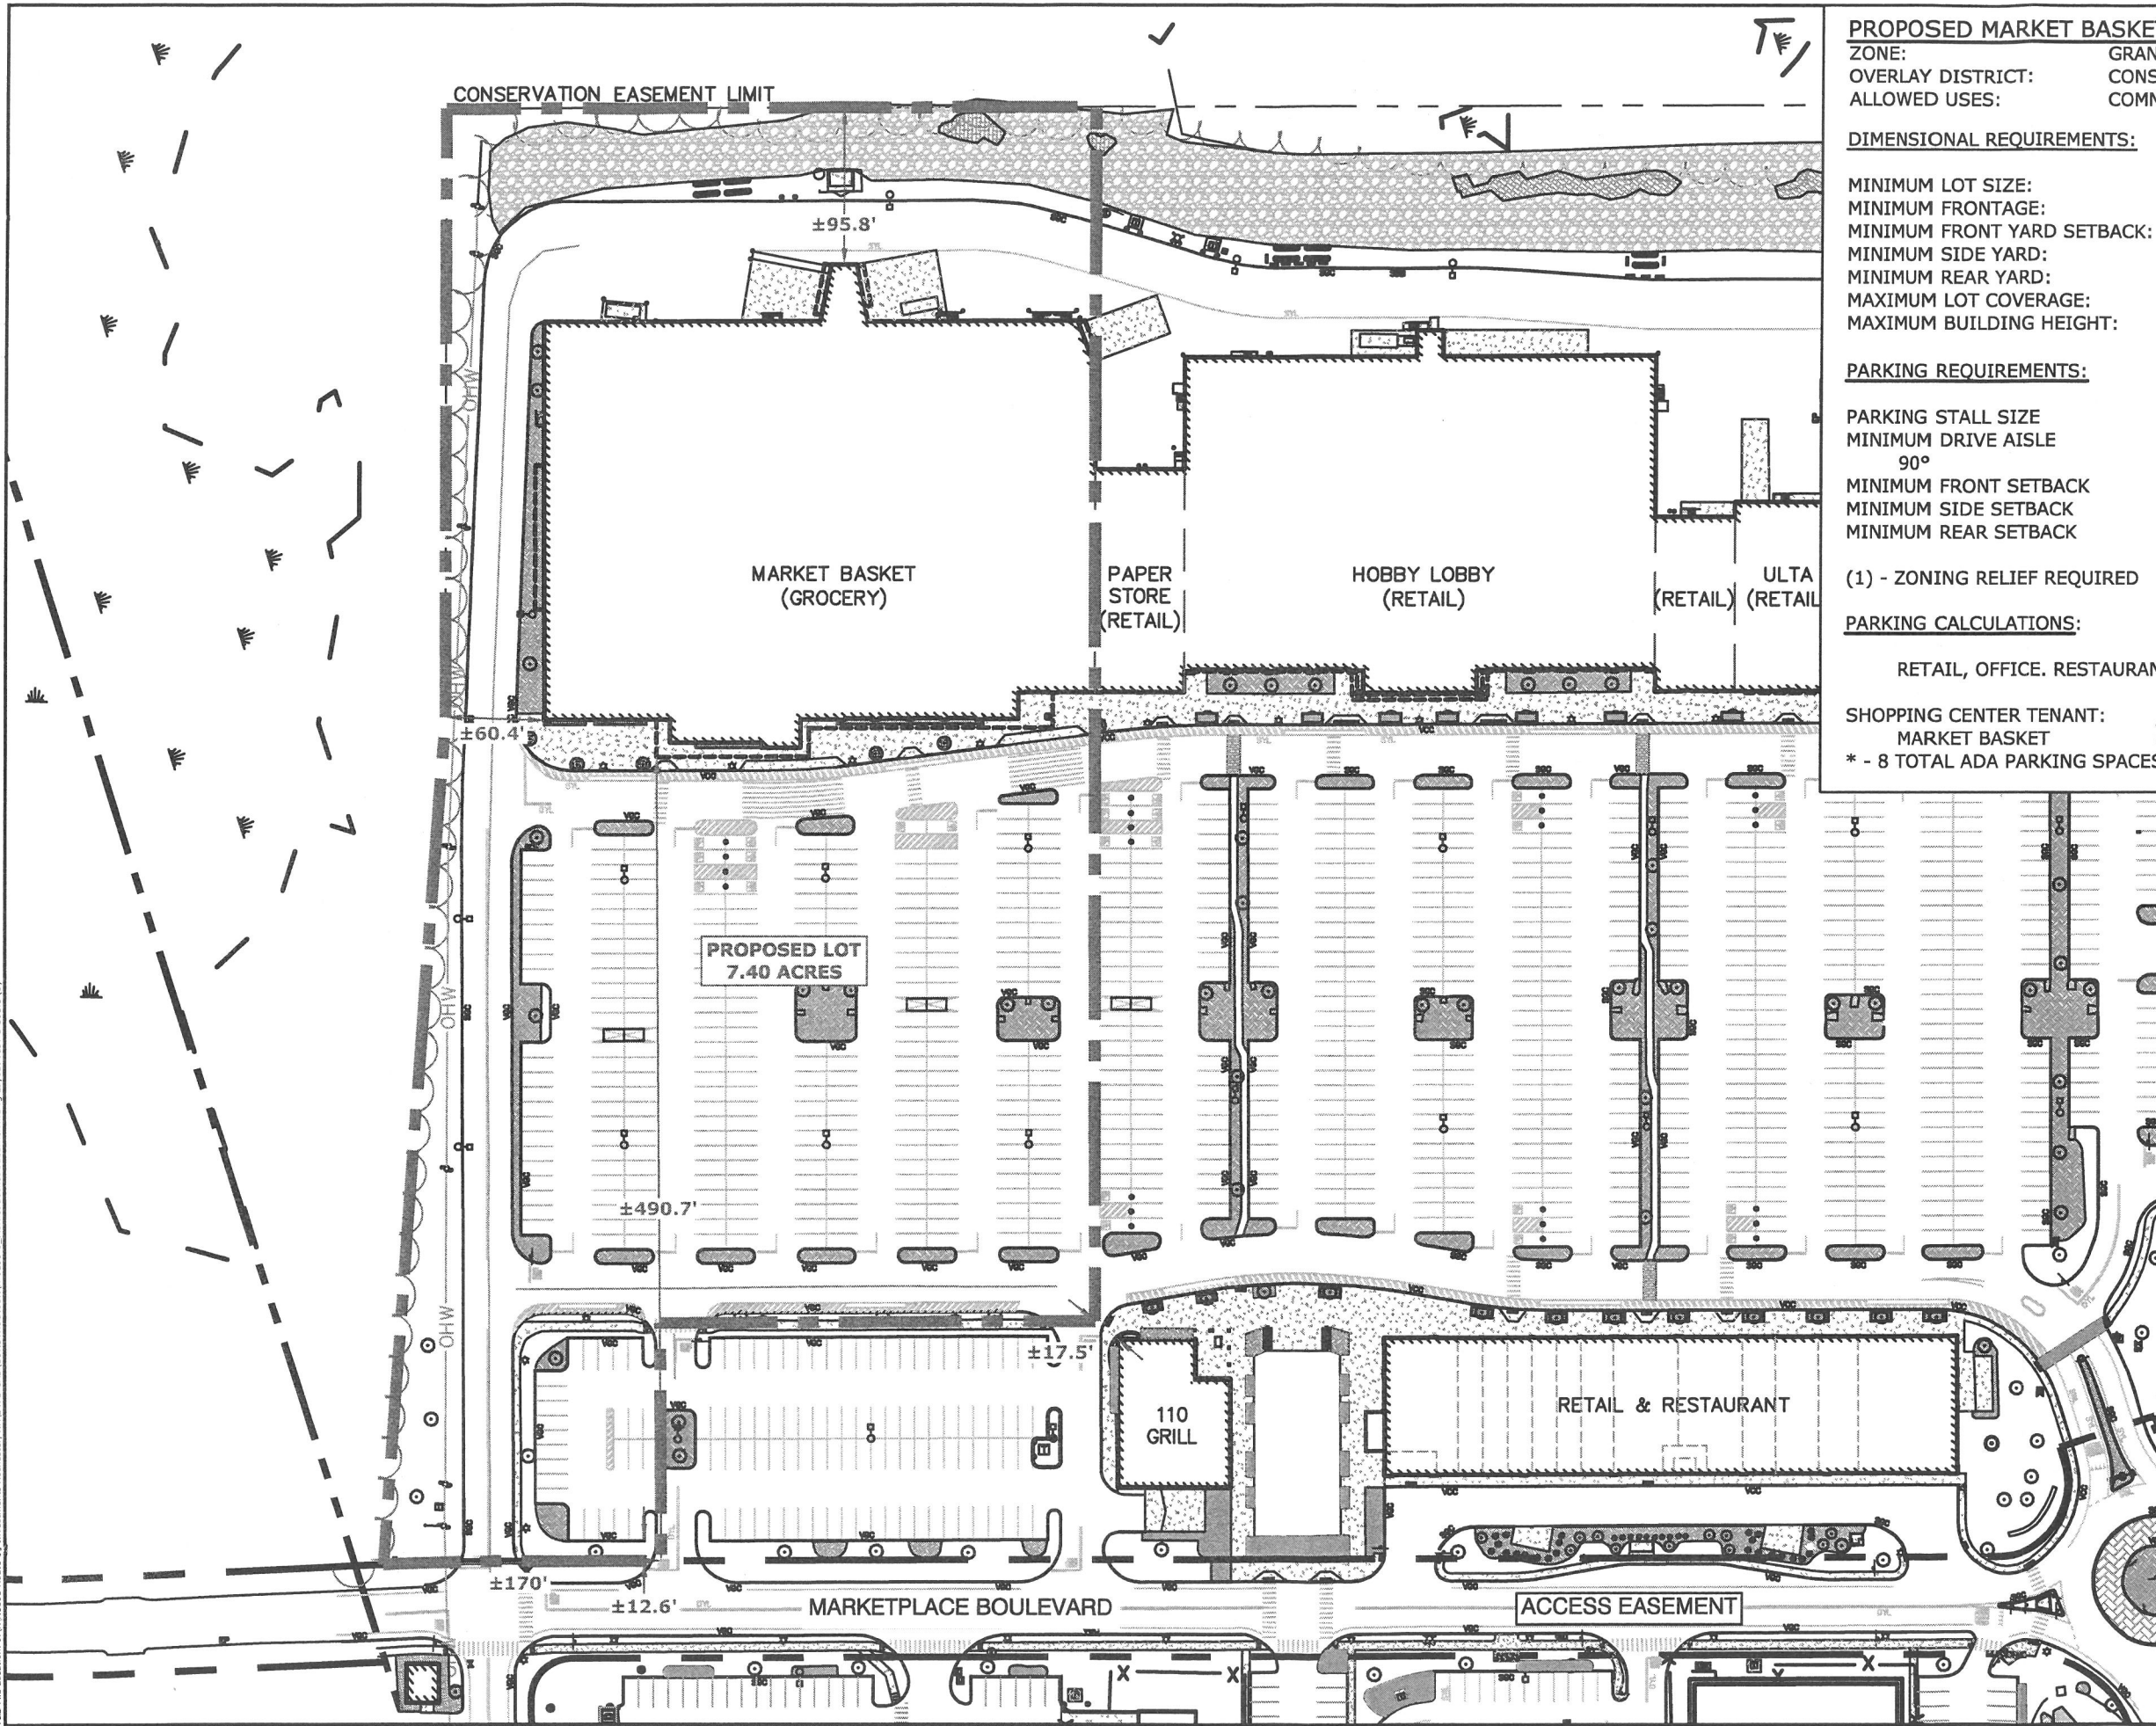 CONSERVATION EASEMENT LIMIT
PROPOSED MARKET BASKE
ZONE: GRAN
OVERLAY DISTRICT: CONS
ALLOWED USES: COMM
DIMENSIONAL REQUIREMENTS:
MINIMUM LOT SIZE:
MINIMUM FRONTAGE:
MINIMUM FRONT YARD SETBACK:
MINIMUM SIDE YARD:
MINIMUM REAR YARD:
MAXIMUM LOT COVERAGE:
MAXIMUM BUILDING HEIGHT:
PARKING REQUIREMENTS:
PARKING STALL SIZE
MINIMUM DRIVE AISLE
90°
MINIMUM FRONT SETBACK
MINIMUM SIDE SETBACK
MINIMUM REAR SETBACK
(1) - ZONING RELIEF REQUIRED
PARKING CALCULATIONS:
RETAIL, OFFICE. RESTAURAN
SHOPPING CENTER TENANT:
MARKET BASKET
* - 8 TOTAL ADA PARKING SPACES
±95.8'
MARKET BASKET
(GROCERY)
PAPER
STORE
(RETAIL)
HOBBY LOBBY
(RETAIL)
(RETAIL)
ULTA
(RETAIL
±60.4'
PROPOSED LOT
7.40 ACRES
OHW
OHW
OHW
±490.7'
±17.5'
110
GRILL
RETAIL & RESTAURANT
±170'
±12.6'
MARKETPLACE BOULEVARD
ACCESS EASEMENT